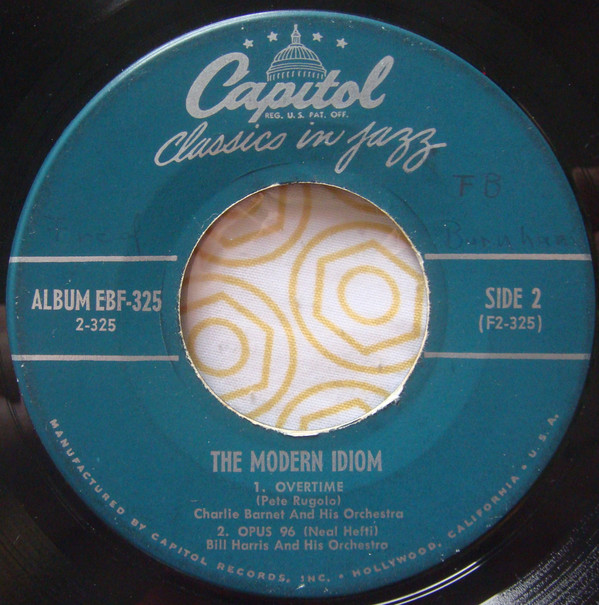 Capitol
REG. U.S. PAT. OFF.
Classics in jazz
FB
ALBUM EBF-325
2-325
SIDE 2
(F2-325)
THE MODERN IDIOM
1. OVERTIME
(Pete Rugolo)
Charlie Barnet And His Orchestra
2. OPUS 96 (Neal Hefti)
Bill Harris And His Orchestra
MANUFACTURED BY CAPITOL RECORDS, INC. • HOLLYWOOD, CALIFORNIA • U.S.A.